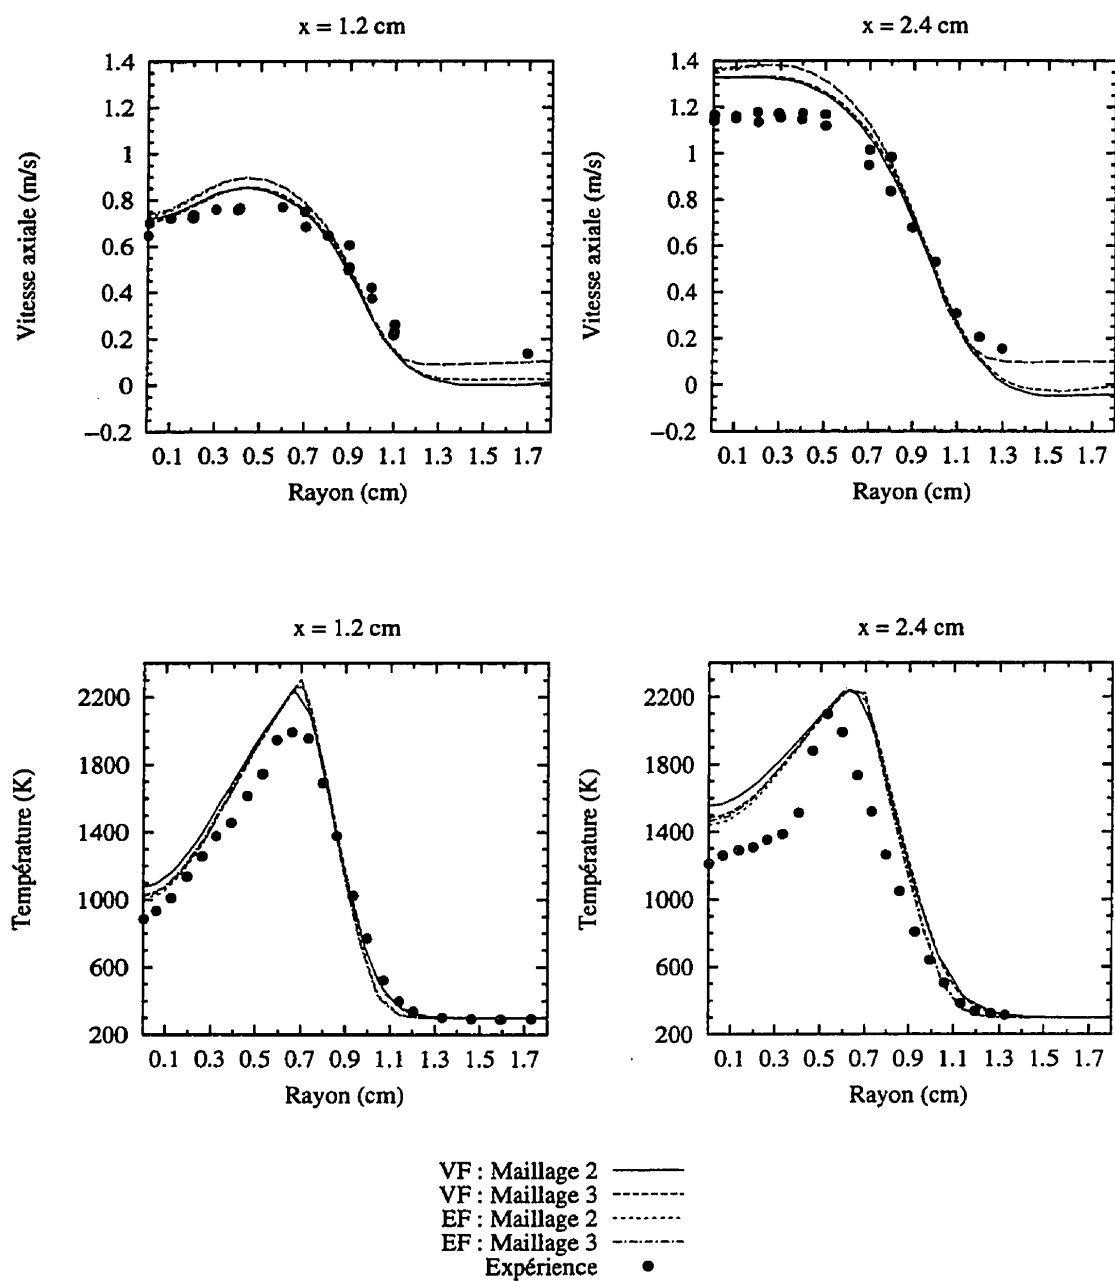 x = 1.2 cm
x = 2.4 cm
1.4
1.2
1
0.8
0.6
0.4
0.2
0
−0.2
Vitesse axiale (m/s)
0.1 0.3 0.5 0.7 0.9 1.1 1.3 1.5 1.7
Rayon (cm)
1.4
1.2
1
0.8
0.6
0.4
0.2
0
−0.2
Vitesse axiale (m/s)
0.1 0.3 0.5 0.7 0.9 1.1 1.3 1.5 1.7
Rayon (cm)
x = 1.2 cm
x = 2.4 cm
2200
1800
1400
1000
600
200
Température (K)
0.1 0.3 0.5 0.7 0.9 1.1 1.3 1.5 1.7
Rayon (cm)
2200
1800
1400
1000
600
200
Température (K)
0.1 0.3 0.5 0.7 0.9 1.1 1.3 1.5 1.7
Rayon (cm)
VF : Maillage 2
VF : Maillage 3
EF : Maillage 2
EF : Maillage 3
Expérience